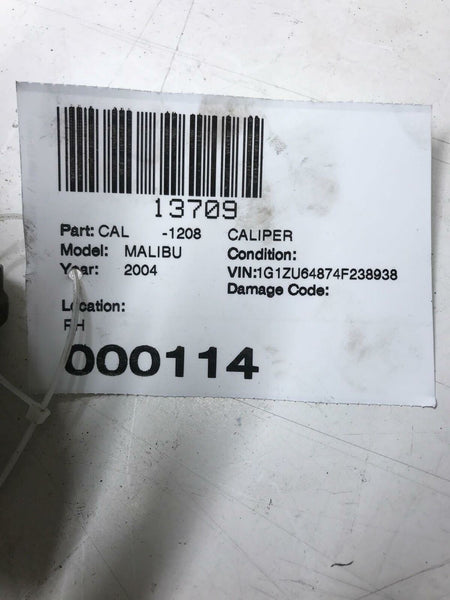 13709
Part: CAL -1208 CALIPER
Model: MALIBU Condition:
Year: 2004 VIN:1G1ZU64874F238938
Damage Code:
Location:
RH
000114